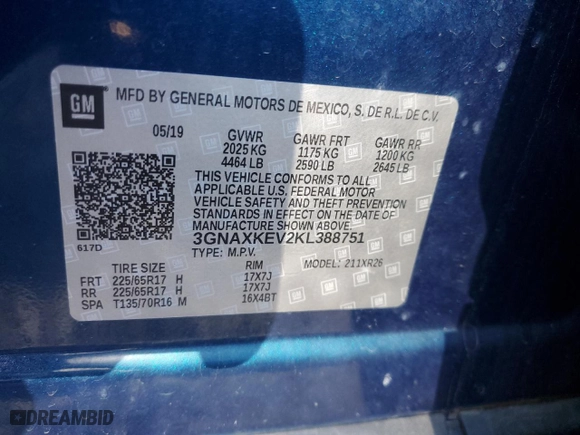 GM
MFD BY GENERAL MOTORS DE MEXICO, S. DE R.L. DE C.V.
05/19 GVWR GAWR FRT GAWR RR
2025 KG 1175 KG 1200 KG
4464 LB 2590 LB 2645 LB
THIS VEHICLE CONFORMS TO ALL
APPLICABLE U.S. FEDERAL MOTOR
VEHICLE SAFETY AND THEFT
PREVENTION STANDARDS IN
EFFECT ON THE DATE OF
MANUFACTURE SHOWN ABOVE.
3GNAXKEV2KL388751
617D TYPE: M.P.V. MODEL: 211XR26
TIRE SIZE RIM
FRT 225/65R17 H 17X7J
RR 225/65R17 H 17X7J
SPA T135/70R16 M 16X4BT
DREAMBID